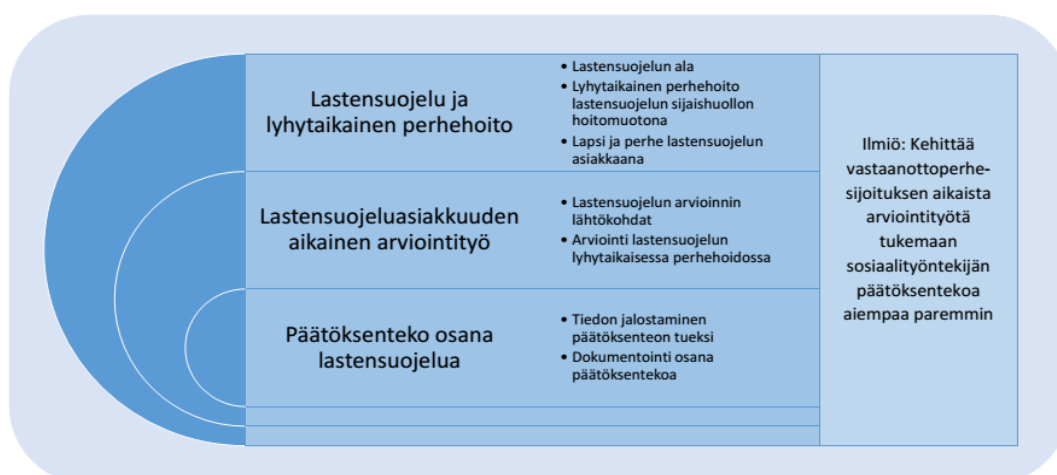 Lastensuojelu ja
lyhytaikainen perhehoito
• Lastensuojelun ala
• Lyhytaikainen perhehoito
lastensuojelun sijaishuollon
hoitomuotona
• Lapsi ja perhe lastensuojelun
asiakkaana
Lastensuojeluasiakkuuden
aikainen arviointityö
• Lastensuojelun arvioinnin
lähtökohdat
• Arviointi lastensuojelun
lyhytaikaisessa perhehoidossa
Päätöksenteko osana
lastensuojelua
• Tiedon jalostaminen
päätöksenteon tueksi
• Dokumentointi osana
päätöksentekoa
Ilmiö: Kehittää
vastaanottoperhe-
sijoituksen aikaista
arviointityötä
tukemaan
sosiaalityöntekijän
päätöksentekoa
aiempaa paremmin